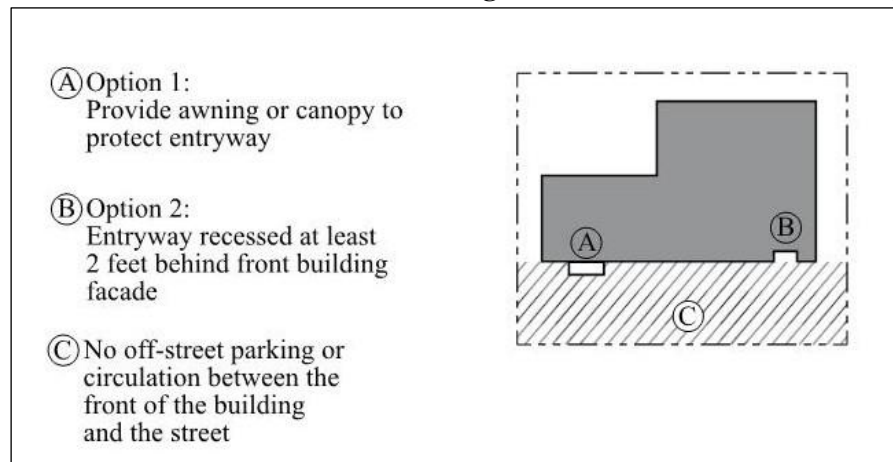 Ⓐ Option 1:
Provide awning or canopy to
protect entryway
Ⓑ Option 2:
Entryway recessed at least
2 feet behind front building
facade
Ⓒ No off-street parking or
circulation between the
front of the building
and the street
Ⓐ
Ⓑ
Ⓒ